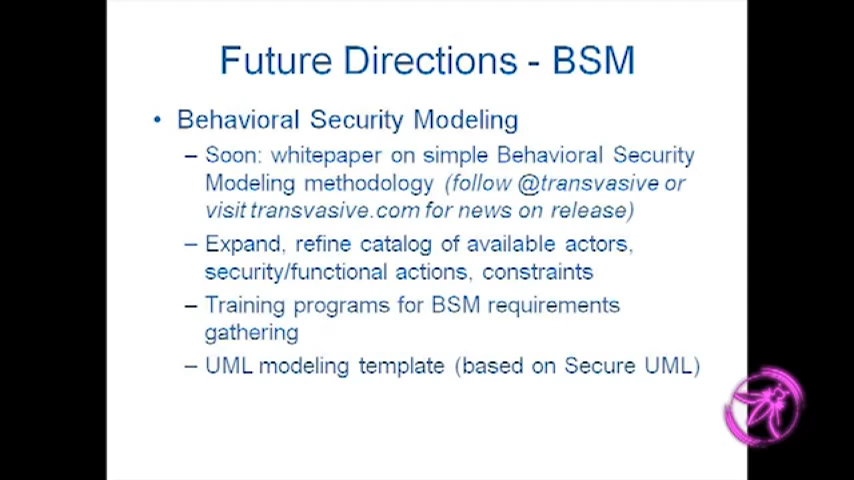 Future Directions - BSM
• Behavioral Security Modeling
– Soon: whitepaper on simple Behavioral Security
Modeling methodology (follow @transvasive or
visit transvasive.com for news on release)
– Expand, refine catalog of available actors,
security/functional actions, constraints
– Training programs for BSM requirements
gathering
– UML modeling template (based on Secure UML)